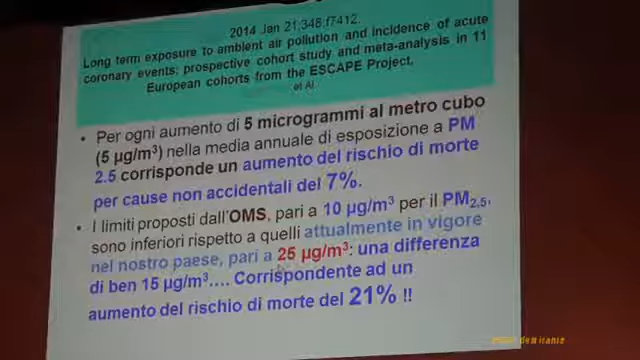 2014 Jan 21;348:f7412.
Long term exposure to ambient air pollution and incidence of acute
coronary events: prospective cohort study and meta-analysis in 11
European cohorts from the ESCAPE Project.
et Al
• Per ogni aumento di 5 microgrammi al metro cubo
(5 µg/m³) nella media annuale di esposizione a PM
2.5 corrisponde un aumento del rischio di morte
per cause non accidentali del 7%.
• I limiti proposti dall'OMS, pari a 10 µg/m³ per il PM2,5,
sono inferiori rispetto a quelli attualmente in vigore
nel nostro paese, pari a 25 µg/m³: una differenza
di ben 15 µg/m³.... Corrispondente ad un
aumento del rischio di morte del 21% !!